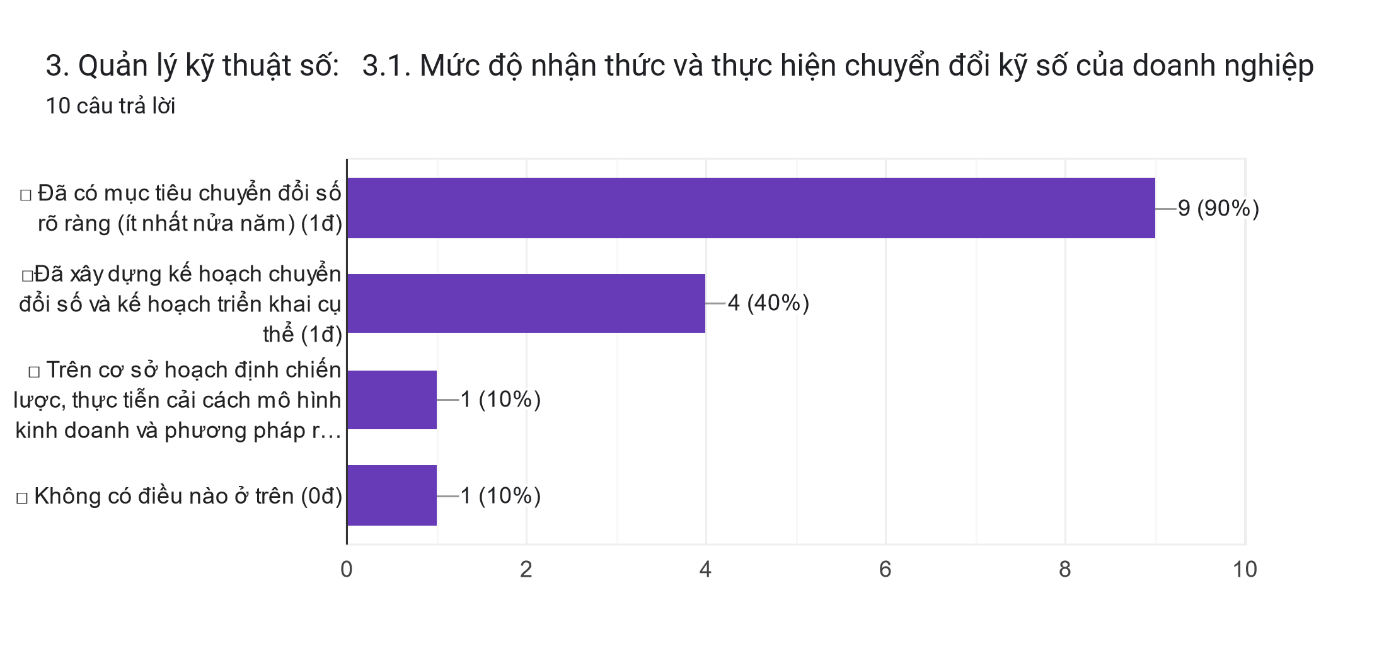 3. Quản lý kỹ thuật số: 3.1. Mức độ nhận thức và thực hiện chuyển đổi kỹ số của doanh nghiệp
10 câu trả lời
□ Đã có mục tiêu chuyển đổi số
rõ ràng (ít nhất nửa năm) (1đ)
9 (90%)
□Đã xây dựng kế hoạch chuyển
đổi số và kế hoạch triển khai cụ
thể (1đ)
4 (40%)
□ Trên cơ sở hoạch định chiến
lược, thực tiễn cải cách mô hình
kinh doanh và phương pháp r…
1 (10%)
□ Không có điều nào ở trên (0đ)
1 (10%)
0 2 4 6 8 10